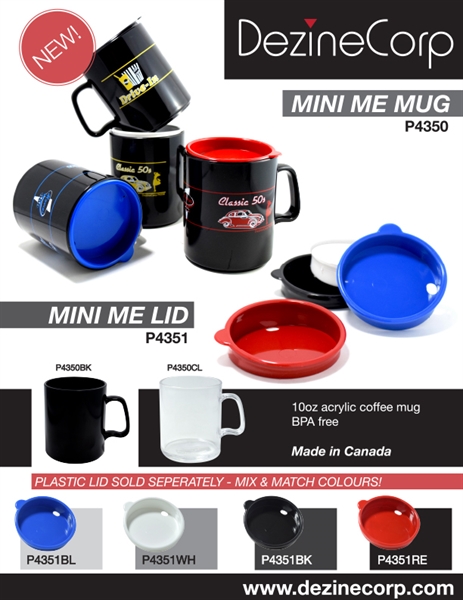 NEW!
DezineCorp
MINI ME MUG
P4350
Drive-In
Classic 50s
Classic 50s
MINI ME LID
P4351
P4350BK
P4350CL
10oz acrylic coffee mug
BPA free
Made in Canada
PLASTIC LID SOLD SEPERATELY - MIX & MATCH COLOURS!
P4351BL
P4351WH
P4351BK
P4351RE
www.dezinecorp.com